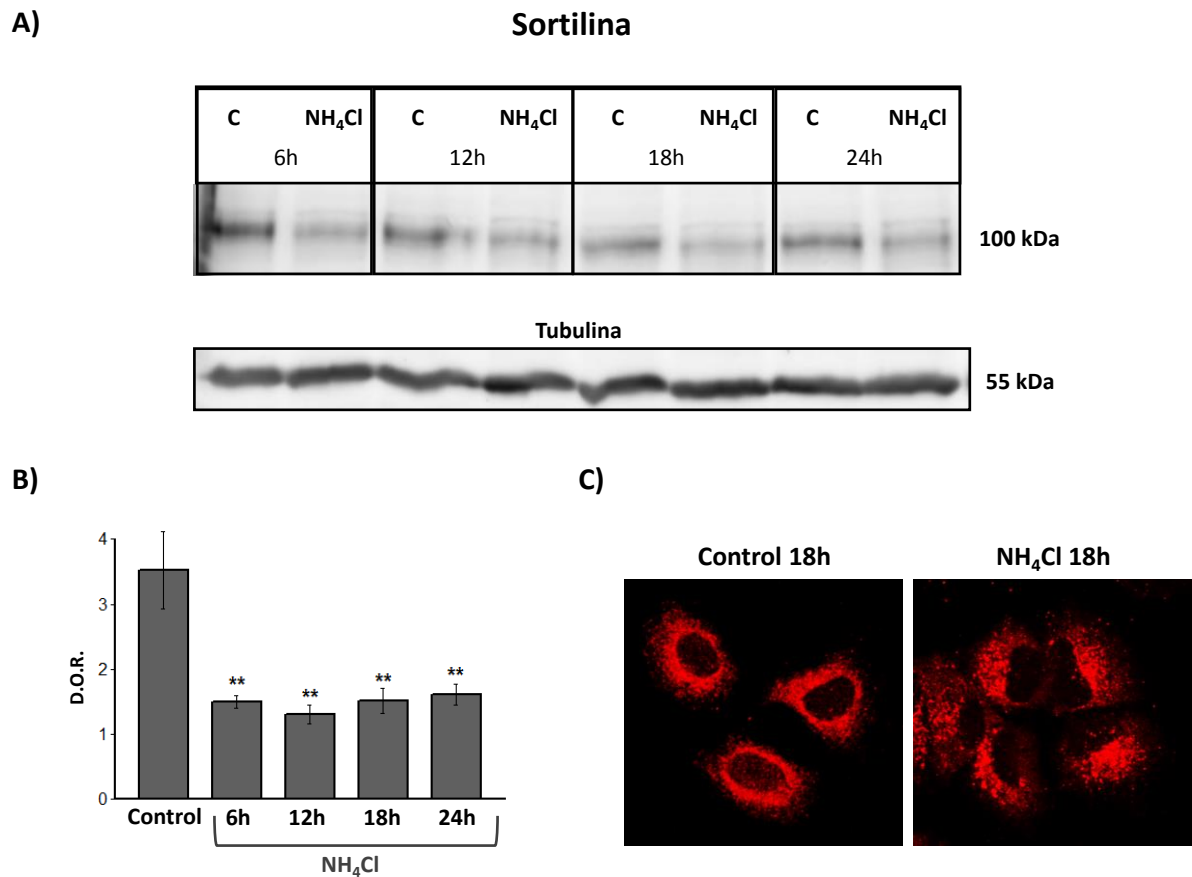 A)
Sortilina
C NH₄Cl C NH₄Cl C NH₄Cl C NH₄Cl
6h 12h 18h 24h
100 kDa
Tubulina
55 kDa
B)
D.O.R.
4
3
2
1
0
** ** ** **
Control 6h 12h 18h 24h
NH₄Cl
C)
Control 18h NH₄Cl 18h